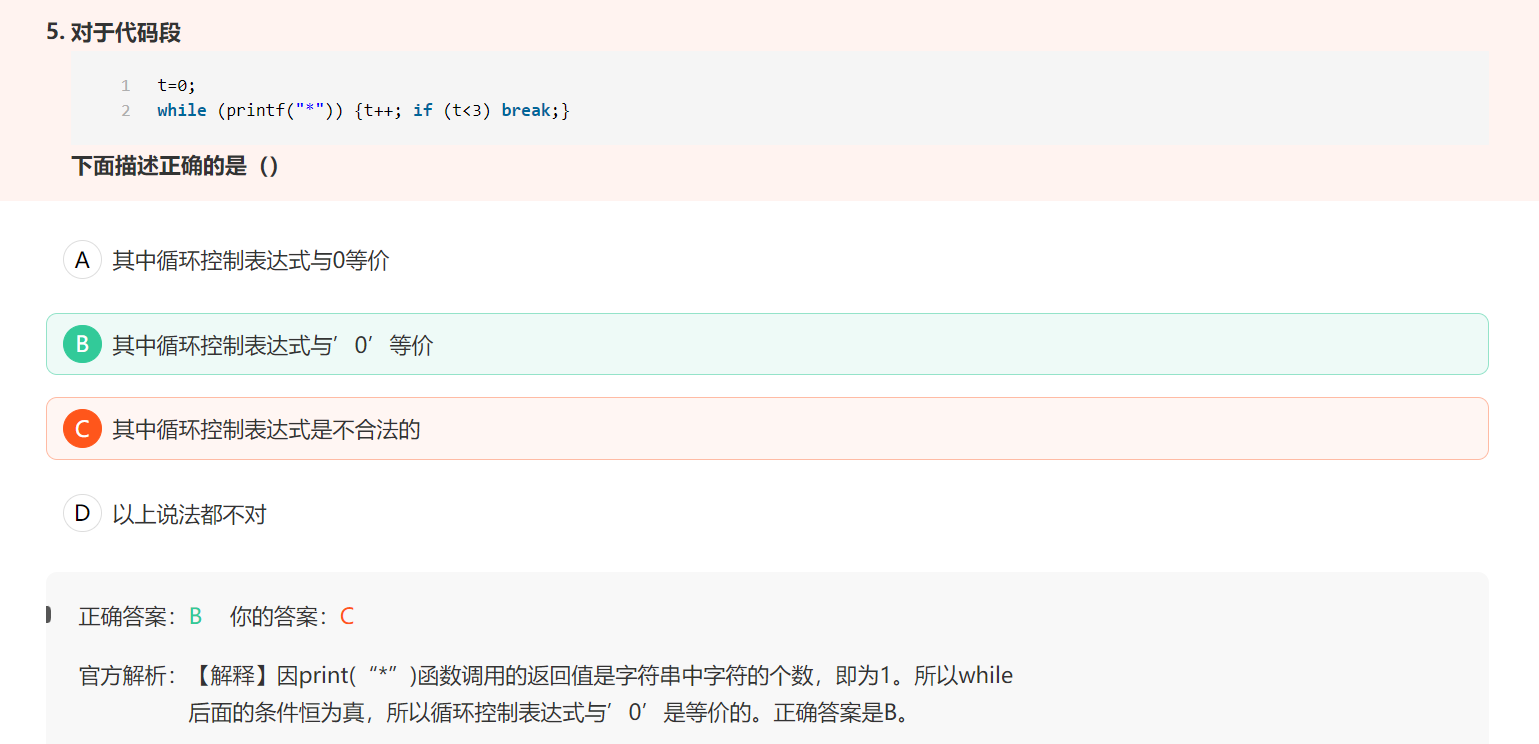 5. 对于代码段
1 t=0;
2 while (printf("*")) {t++; if (t<3) break;}
下面描述正确的是（）
A 其中循环控制表达式与0等价
B 其中循环控制表达式与’0’等价
C 其中循环控制表达式是不合法的
D 以上说法都不对
正确答案：B 你的答案：C
官方解析：【解释】因print(“*”)函数调用的返回值是字符串中字符的个数，即为1。所以while
后面的条件恒为真，所以循环控制表达式与’0’是等价的。正确答案是B。